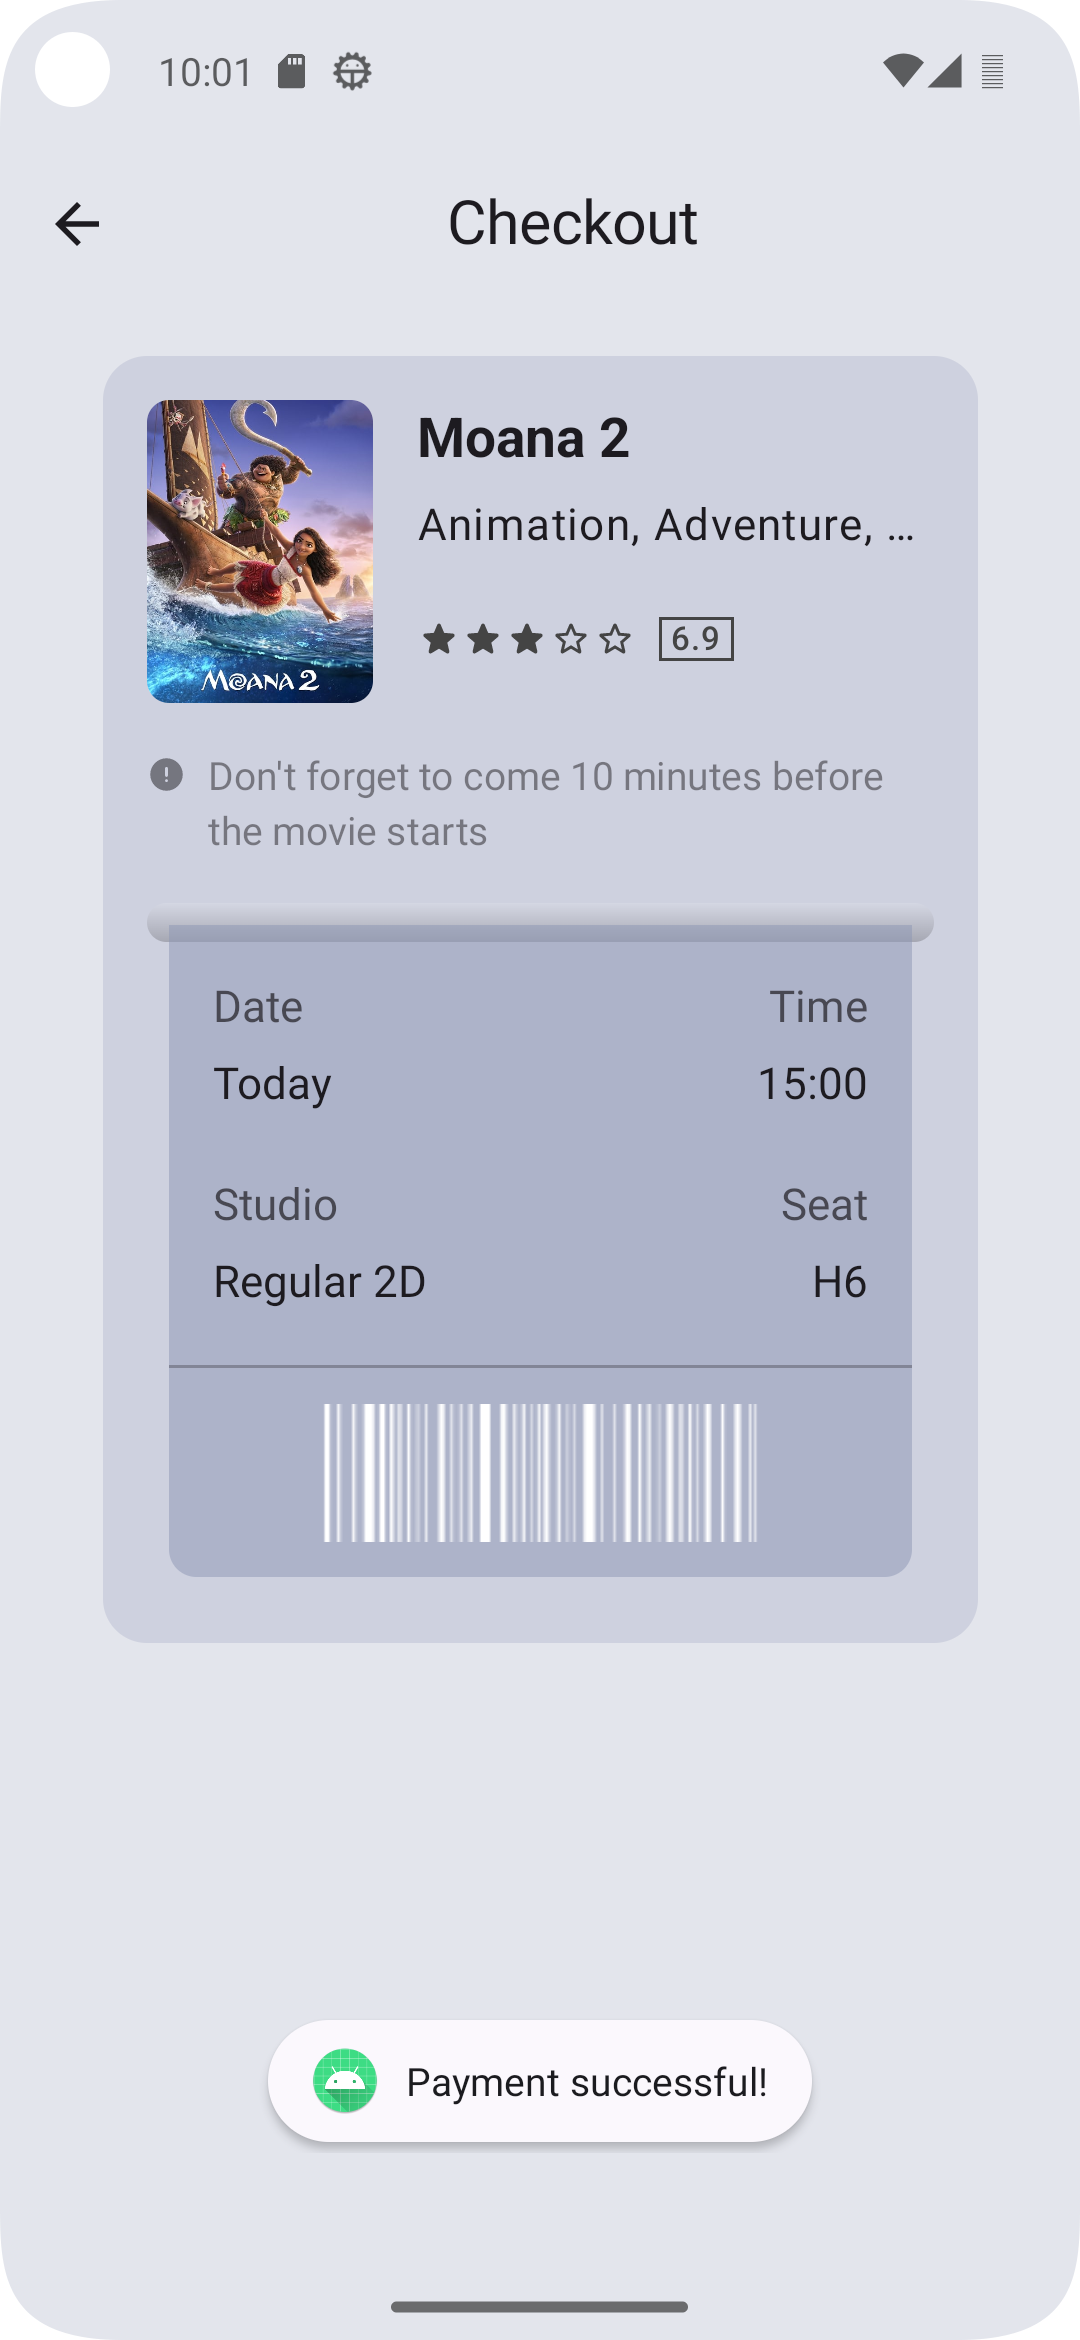 10:01
Checkout
Moana 2
Animation, Adventure, ...
6.9
MOANA 2
Don't forget to come 10 minutes before
the movie starts
Date Time
Today 15:00
Studio Seat
Regular 2D H6
Payment successful!